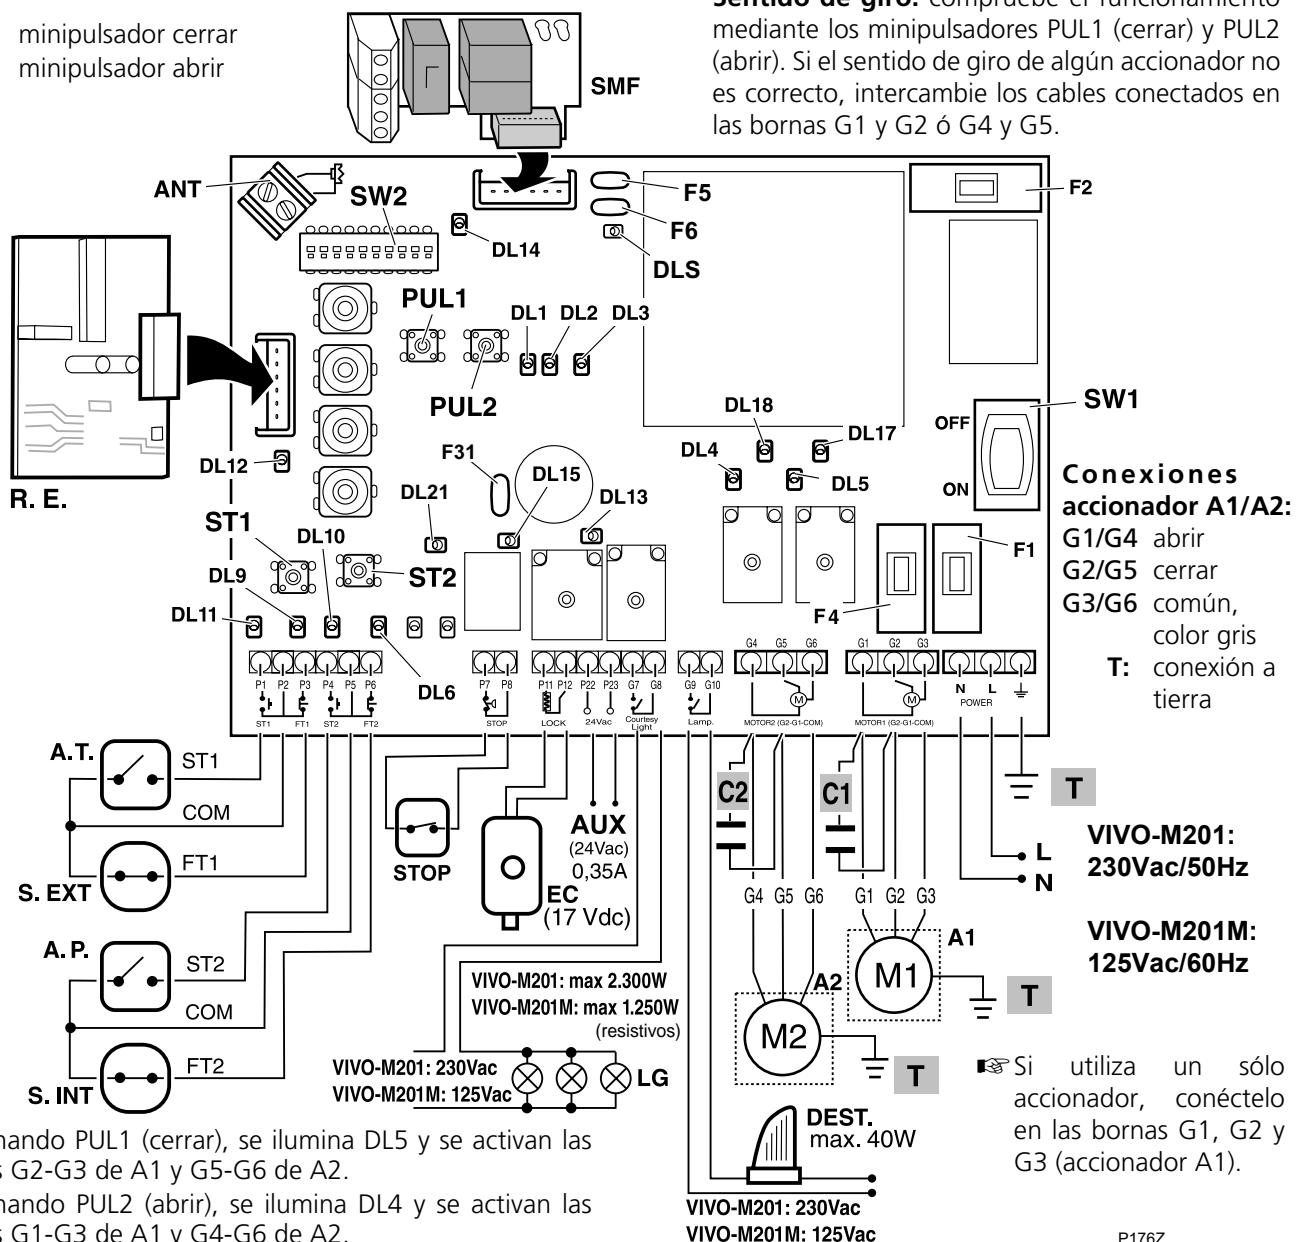 minipulsador cerrar
minipulsador abrir
Sentido de giro: compruebe el funcionamiento
mediante los minipulsadores PUL1 (cerrar) y PUL2
(abrir). Si el sentido de giro de algún accionador no
es correcto, intercambie los cables conectados en
las bornas G1 y G2 ó G4 y G5.
SMF
ANT
SW2
DL14
F5
F6
DLS
F2
PUL1
PUL2
DL1 DL2 DL3
R. E.
DL12
F31
DL15
DL21
DL13
DL18
DL17
DL4
DL5
OFF
ON
SW1
ST1
DL10
DL9
DL11
ST2
DL6
F4
F1
Conexiones
accionador A1/A2:
G1/G4 abrir
G2/G5 cerrar
G3/G6 común,
color gris
T: conexión a
tierra
G4 G5 G6 G1 G2 G3
P1 P2 P3 P4 P5 P6 P7 P8 P11 P12 P22 P23 G7 G8 G9 G10
ST1 FT1 ST2 FT2 STOP LOCK 24Vac Courtesy
Light
Lamp.
M
MOTOR2 (G2-G1-COM)
M
MOTOR1 (G2-G1-COM)
N L
POWER
A.T.
ST1
COM
FT1
S. EXT
A.P.
ST2
COM
FT2
S. INT
STOP
EC
(17 Vdc)
AUX
(24Vac)
0,35A
C2
C1
T
L
N
VIVO-M201:
230Vac/50Hz
VIVO-M201M:
125Vac/60Hz
G4 G5 G6 G1 G2 G3
A1
M1
T
A2
M2
T
VIVO-M201: max 2.300W
VIVO-M201M: max 1.250W
(resistivos)
VIVO-M201: 230Vac
VIVO-M201M: 125Vac
LG
DEST.
max. 40W
VIVO-M201: 230Vac
VIVO-M201M: 125Vac
☞ Si utiliza un sólo
accionador, conéctelo
en las bornas G1, G2 y
G3 (accionador A1).
PUL1 (cerrar), se ilumina DL5 y se activan las
G2-G3 de A1 y G5-G6 de A2.
PUL2 (abrir), se ilumina DL4 y se activan las
G1-G3 de A1 y G4-G6 de A2.
P176Z